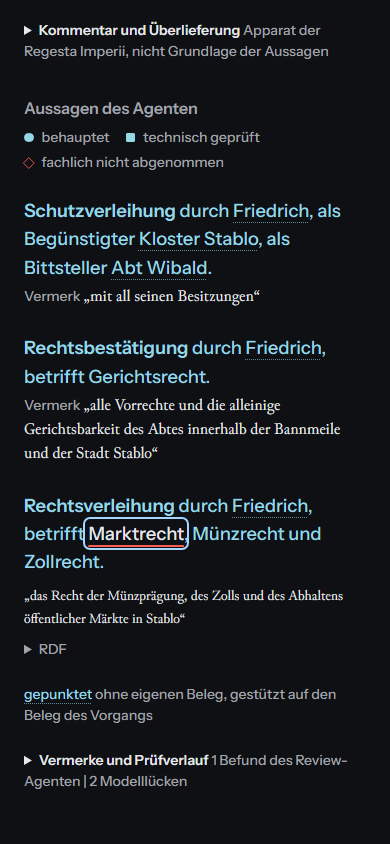 ▶ Kommentar und Überlieferung Apparat der
Regesta Imperii, nicht Grundlage der Aussagen
Aussagen des Agenten
behauptet technisch geprüft
fachlich nicht abgenommen
Schutzverleihung durch Friedrich, als
Begünstigter Kloster Stablo, als
Bittsteller Abt Wibald.
Vermerk „mit all seinen Besitzungen“
Rechtsbestätigung durch Friedrich,
betrifft Gerichtsrecht.
Vermerk „alle Vorrechte und die alleinige
Gerichtsbarkeit des Abtes innerhalb der Bannmeile
und der Stadt Stablo“
Rechtsverleihung durch Friedrich,
betrifft Marktrecht, Münzrecht und
Zollrecht.
„das Recht der Münzprägung, des Zolls und des Abhaltens
öffentlicher Märkte in Stablo“
▶ RDF
gepunktet ohne eigenen Beleg, gestützt auf den
Beleg des Vorgangs
▶ Vermerke und Prüfverlauf 1 Befund des Review-
Agenten | 2 Modelllücken